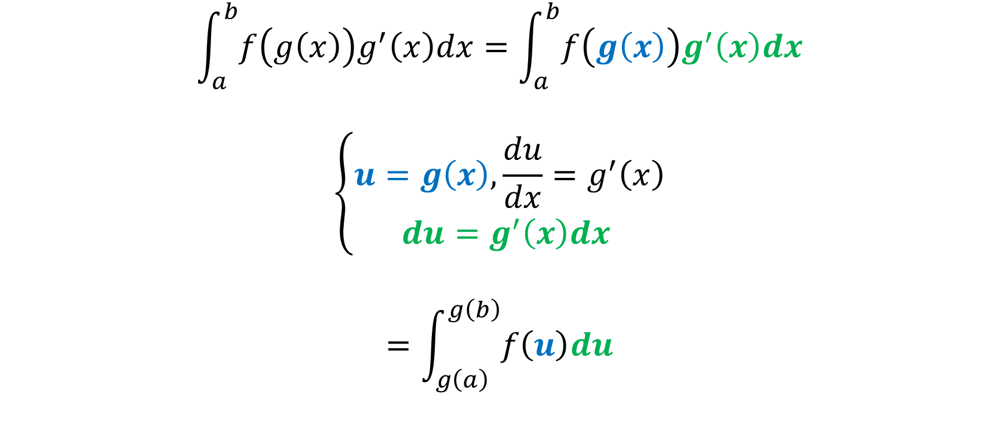 ∫_a^b f(g(x))g′(x)dx = ∫_a^b f(g(x))g′(x)dx
{ u = g(x), du/dx = g′(x)
du = g′(x)dx
= ∫_{g(a)}^{g(b)} f(u)du